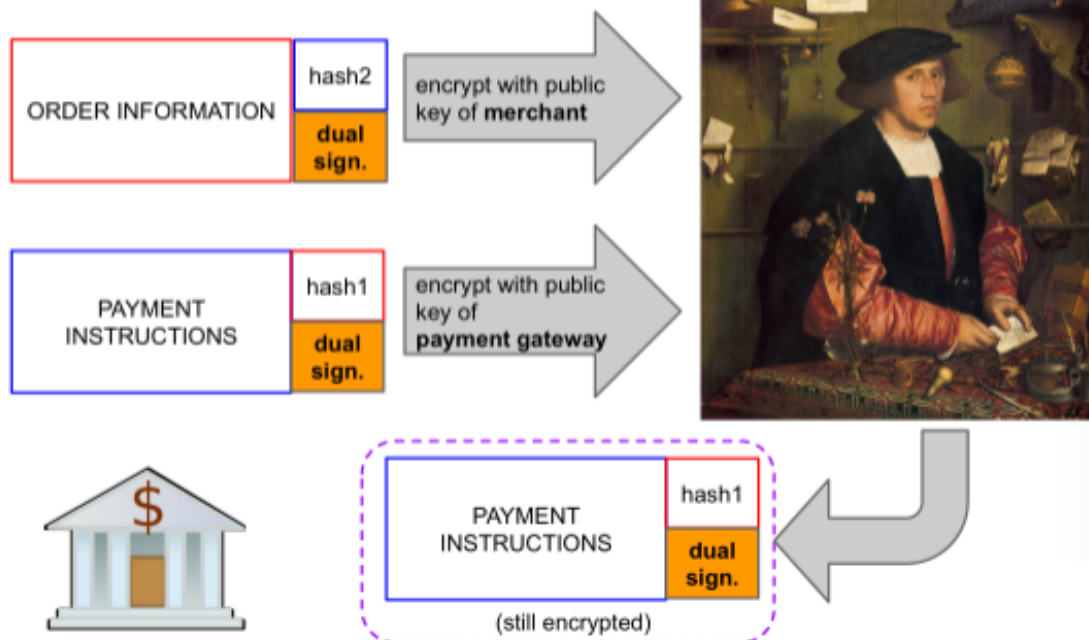 ORDER INFORMATION
hash2
dual
sign.
encrypt with public
key of merchant
PAYMENT
INSTRUCTIONS
hash1
dual
sign.
encrypt with public
key of
payment gateway
$
PAYMENT
INSTRUCTIONS
hash1
dual
sign.
(still encrypted)